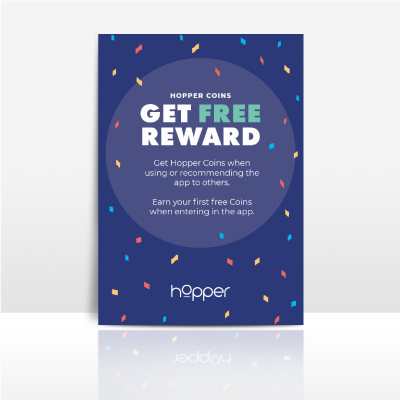 HOPPER COINS
GET FREE
REWARD
Get Hopper Coins when
using or recommending the
app to others.
Earn your first free Coins
when entering in the app.
hopper